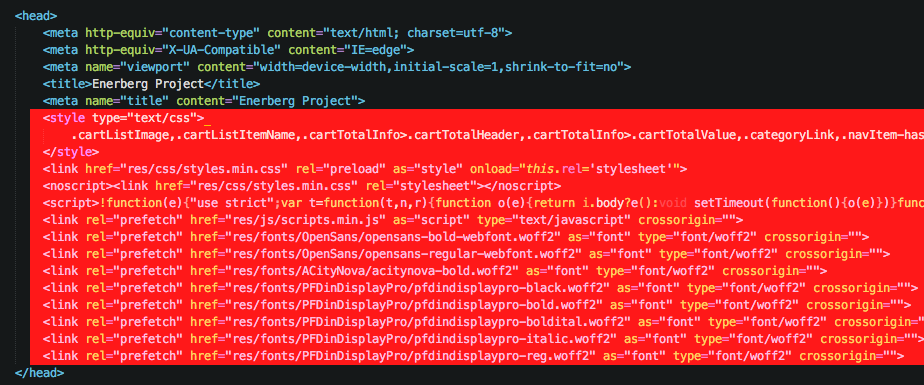 <head>
<meta http-equiv="content-type" content="text/html; charset=utf-8">
<meta http-equiv="X-UA-Compatible" content="IE=edge">
<meta name="viewport" content="width=device-width,initial-scale=1,shrink-to-fit=no">
<title>Enerberg Project</title>
<meta name="title" content="Enerberg Project">
<style type="text/css">
.cartListImage,.cartListItemName,.cartTotalInfo>.cartTotalHeader,.cartTotalInfo>.cartTotalValue,.categoryLink,.navItem-has
</style>
<link href="res/css/styles.min.css" rel="preload" as="style" onload="this.rel='stylesheet'">
<noscript><link href="res/css/styles.min.css" rel="stylesheet"></noscript>
<script>!function(e){"use strict";var t=function(t,n,r){function o(e){return i.body?e():void setTimeout(function(){o(e)})}func
<link rel="prefetch" href="res/js/scripts.min.js" as="script" type="text/javascript" crossorigin="">
<link rel="prefetch" href="res/fonts/OpenSans/opensans-bold-webfont.woff2" as="font" type="font/woff2" crossorigin="">
<link rel="prefetch" href="res/fonts/OpenSans/opensans-regular-webfont.woff2" as="font" type="font/woff2" crossorigin="">
<link rel="prefetch" href="res/fonts/ACityNova/acitynova-bold.woff2" as="font" type="font/woff2" crossorigin="">
<link rel="prefetch" href="res/fonts/PFDinDisplayPro/pfdindisplaypro-black.woff2" as="font" type="font/woff2" crossorigin="">
<link rel="prefetch" href="res/fonts/PFDinDisplayPro/pfdindisplaypro-bold.woff2" as="font" type="font/woff2" crossorigin="">
<link rel="prefetch" href="res/fonts/PFDinDisplayPro/pfdindisplaypro-boldital.woff2" as="font" type="font/woff2" crossorigin="
<link rel="prefetch" href="res/fonts/PFDinDisplayPro/pfdindisplaypro-italic.woff2" as="font" type="font/woff2" crossorigin="">
<link rel="prefetch" href="res/fonts/PFDinDisplayPro/pfdindisplaypro-reg.woff2" as="font" type="font/woff2" crossorigin="">
</head>